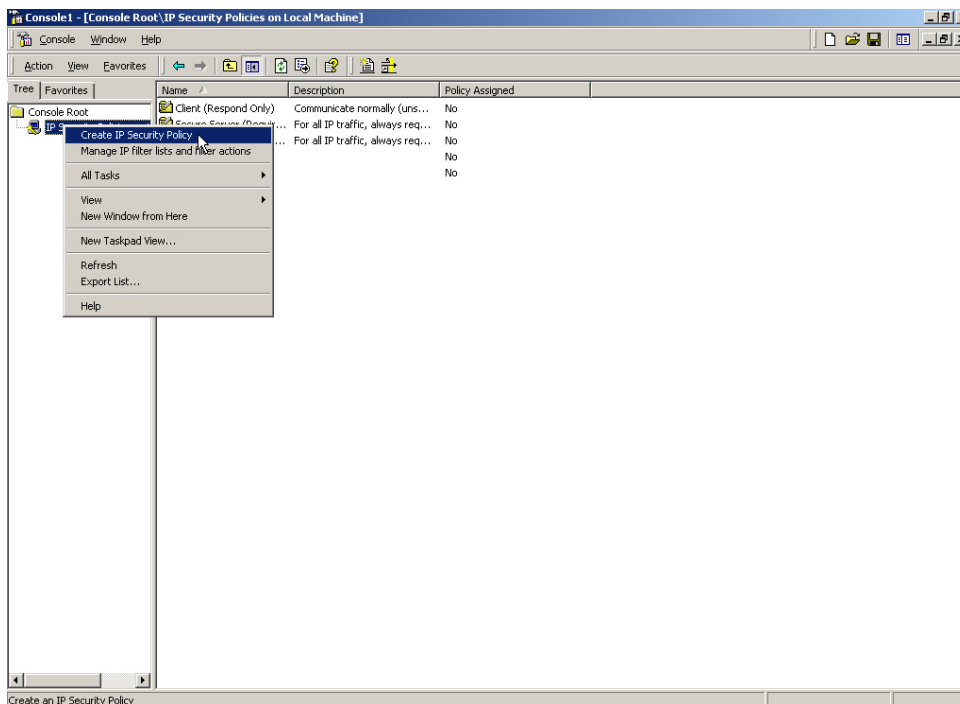 Console1 - [Console Root\IP Security Policies on Local Machine]
Console Window Help
Action View Favorites
Tree Favorites
Name Description Policy Assigned
Console Root
IP S
Client (Respond Only) Communicate normally (uns... No
Secure Server (Requir... For all IP traffic, always req... No
... For all IP traffic, always req... No
No
No
Create IP Security Policy
Manage IP filter lists and filter actions
All Tasks
View
New Window from Here
New Taskpad View...
Refresh
Export List...
Help
Create an IP Security Policy